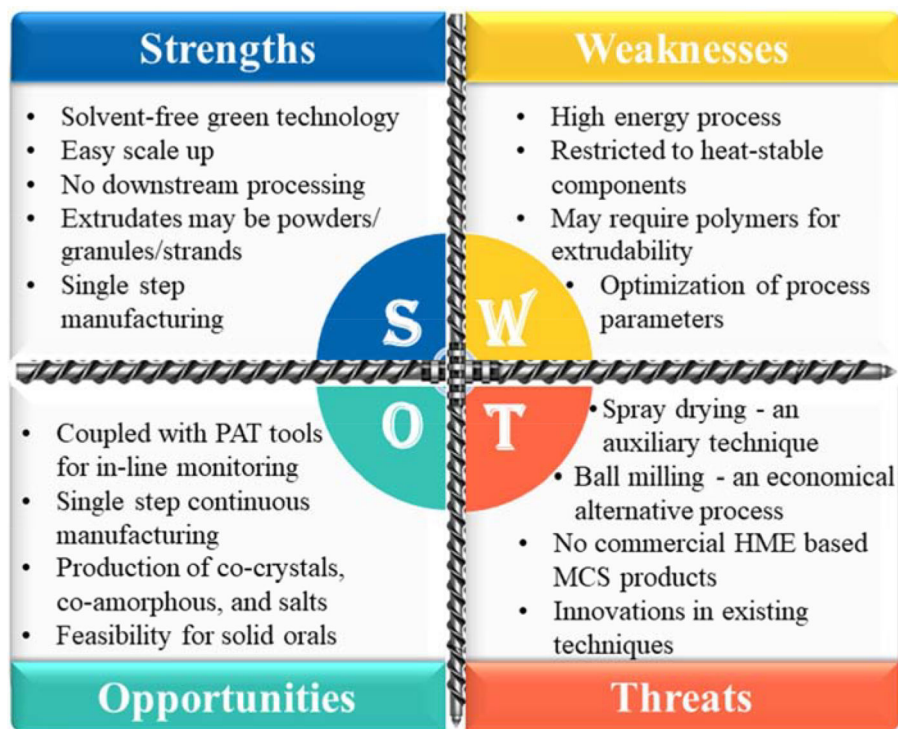 Strengths
• Solvent-free green technology
• Easy scale up
• No downstream processing
• Extrudates may be powders/
granules/strands
• Single step
manufacturing
Weaknesses
• High energy process
• Restricted to heat-stable
components
• May require polymers for
extrudability
• Optimization of process
parameters
S
W
O
T
• Coupled with PAT tools
for in-line monitoring
• Single step continuous
manufacturing
• Production of co-crystals,
co-amorphous, and salts
• Feasibility for solid orals
Opportunities
• Spray drying - an
auxiliary technique
• Ball milling - an economical
alternative process
• No commercial HME based
MCS products
• Innovations in existing
techniques
Threats